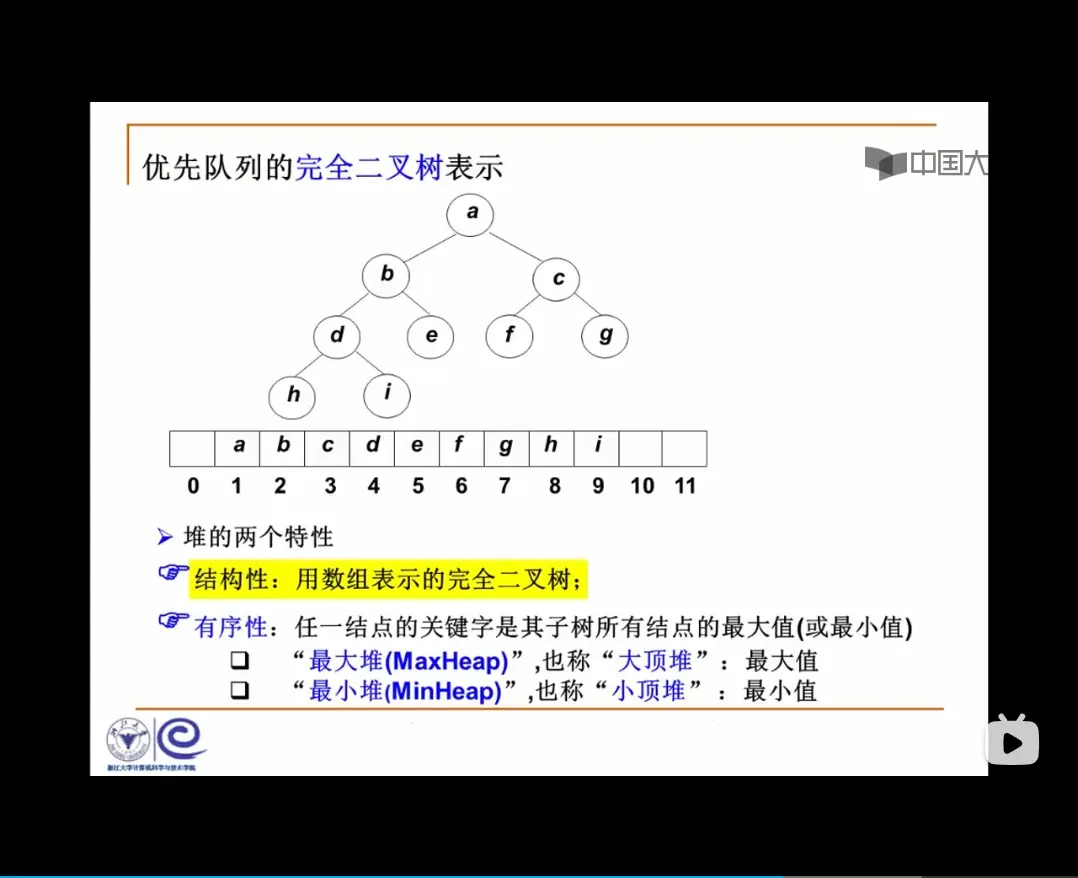 优先队列的完全二叉树表示
中国大
a
b
c
d
e
f
g
h
i
a b c d e f g h i
0 1 2 3 4 5 6 7 8 9 10 11
堆的两个特性
结构性：用数组表示的完全二叉树；
有序性：任一结点的关键字是其子树所有结点的最大值(或最小值)
“最大堆(MaxHeap)”,也称“大顶堆”：最大值
“最小堆(MinHeap)”,也称“小顶堆”：最小值
浙江大学计算机科学与技术学院